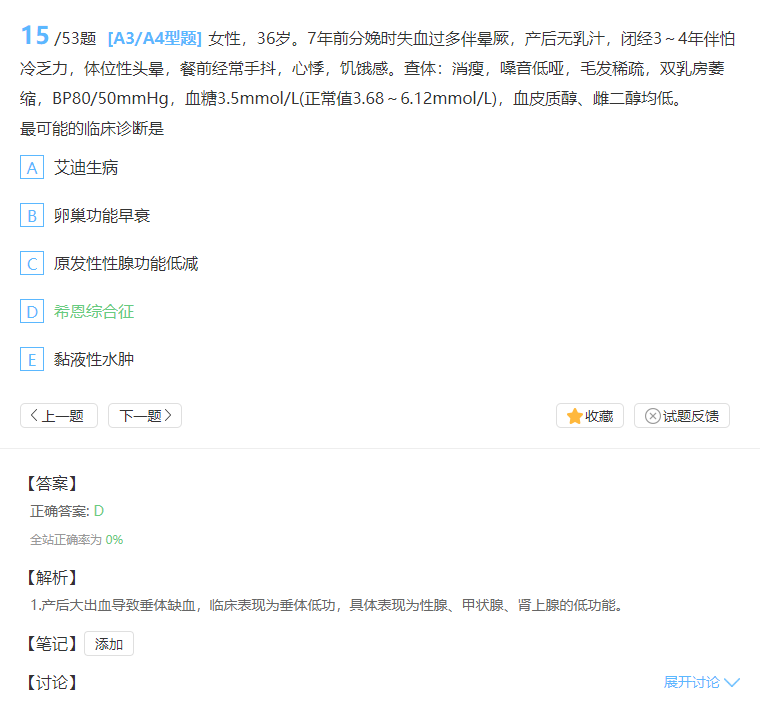 15 /53题 [A3/A4型题] 女性，36岁。7年前分娩时失血过多伴晕厥，产后无乳汁，闭经3～4年伴怕
冷乏力，体位性头晕，餐前经常手抖，心悸，饥饿感。查体：消瘦，嗓音低哑，毛发稀疏，双乳房萎
缩，BP80/50mmHg，血糖3.5mmol/L(正常值3.68～6.12mmol/L)，血皮质醇、雌二醇均低。
最可能的临床诊断是
A 艾迪生病
B 卵巢功能早衰
C 原发性性腺功能低减
D 希恩综合征
E 黏液性水肿
上一题 下一题 收藏 试题反馈
【答案】
正确答案: D
全站正确率为 0%
【解析】
1.产后大出血导致垂体缺血，临床表现为垂体低功，具体表现为性腺、甲状腺、肾上腺的低功能。
【笔记】 添加
【讨论】 展开讨论